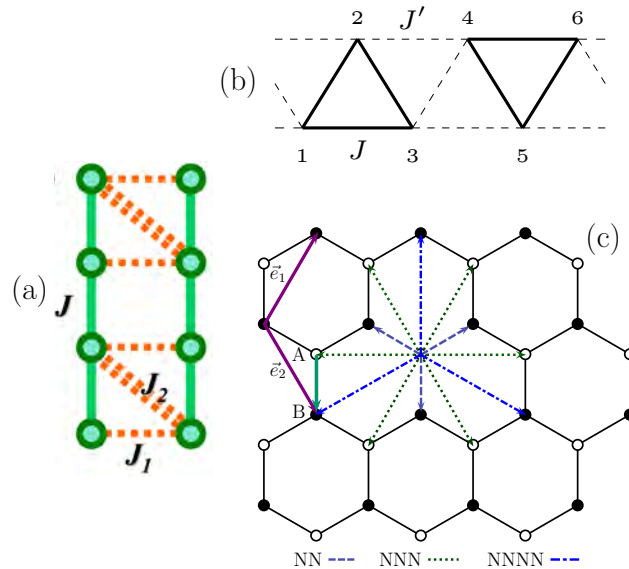 2 J′ 4 6
(b)
1 J 3 5
(a)
J
J2
J1
(c)
e⃗1
A
e⃗2
B
NN NNN NNNN